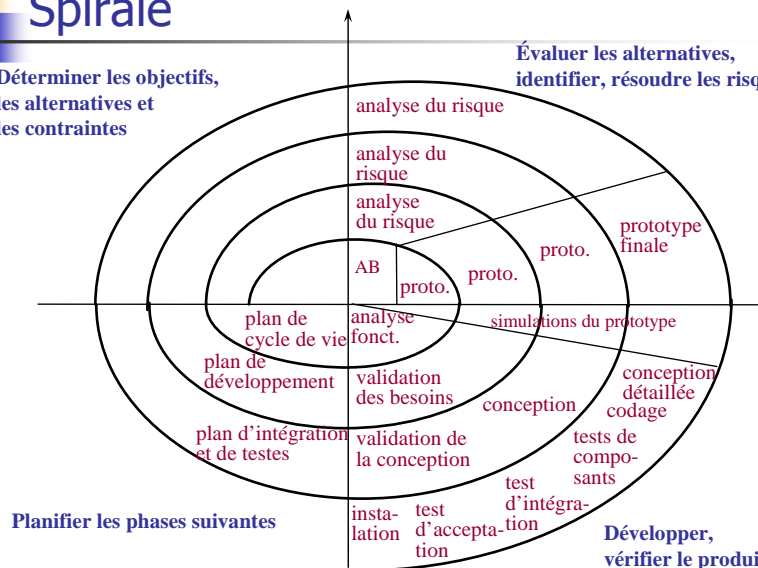 Spirale
Déterminer les objectifs,
les alternatives et
les contraintes
Évaluer les alternatives,
identifier, résoudre les risq
analyse du risque
analyse du
risque
analyse
du risque
AB
proto.
proto.
proto.
prototype
finale
simulations du prototype
plan de
cycle de vie
analyse
fonct.
plan de
développement
validation
des besoins
conception
conception
détaillée
codage
plan d'intégration
et de testes
validation de
la conception
tests de
compo-
sants
test
d'intégra-
tion
test
d'accepta-
tion
insta-
lation
Planifier les phases suivantes
Développer,
vérifier le produi